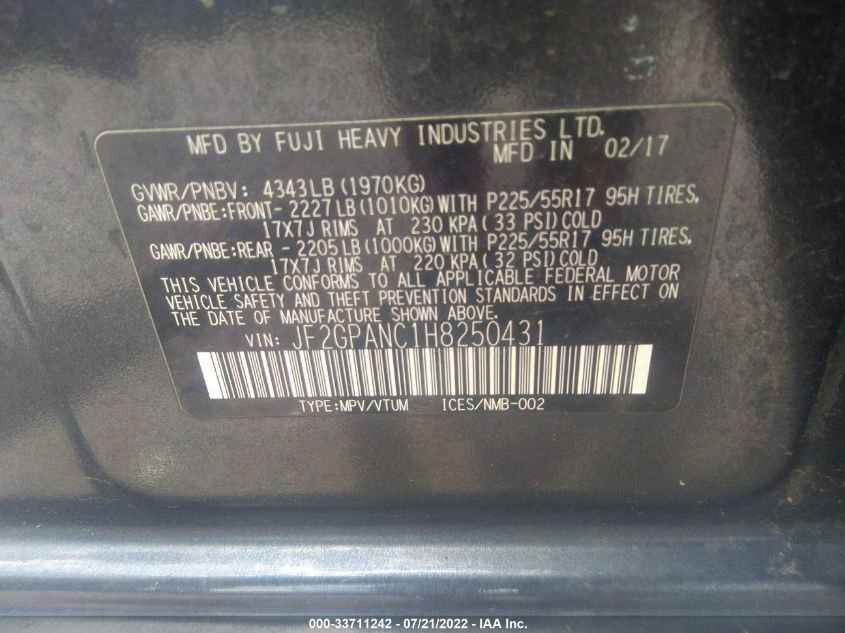 MFD BY FUJI HEAVY INDUSTRIES LTD.
MFD IN 02/17
GVWR/PNBV: 4343LB (1970KG)
GAWR/PNBE:FRONT- 2227 LB (1010KG) WITH P225/55R17 95H TIRES,
17X7J RIMS AT 230 KPA ( 33 PSI) COLD
GAWR/PNBE:REAR - 2205 LB (1000KG) WITH P225/55R17 95H TIRES,
17X7J RIMS AT 220 KPA ( 32 PSI) COLD
THIS VEHICLE CONFORMS TO ALL APPLICABLE FEDERAL MOTOR
VEHICLE SAFETY AND THEFT PREVENTION STANDARDS IN EFFECT ON
THE DATE OF MANUFACTURE SHOWN ABOVE.
VIN: JF2GPANC1H8250431
TYPE:MPV/VTUM ICES/NMB-002
000-33711242 - 07/21/2022 - IAA Inc.